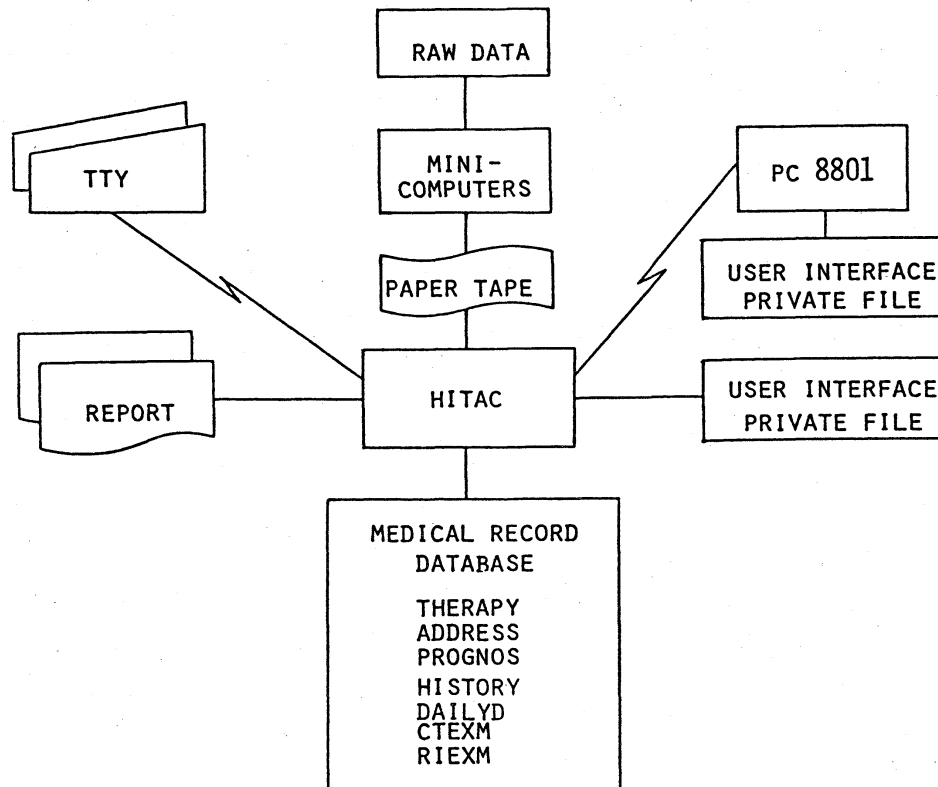 RAW DATA
TTY
MINI-
COMPUTERS
PC 8801
PAPER TAPE
USER INTERFACE
PRIVATE FILE
REPORT
HITAC
USER INTERFACE
PRIVATE FILE
MEDICAL RECORD
DATABASE
THERAPY
ADDRESS
PROGNOS
HISTORY
DAILYD
CTEXM
RIEXM